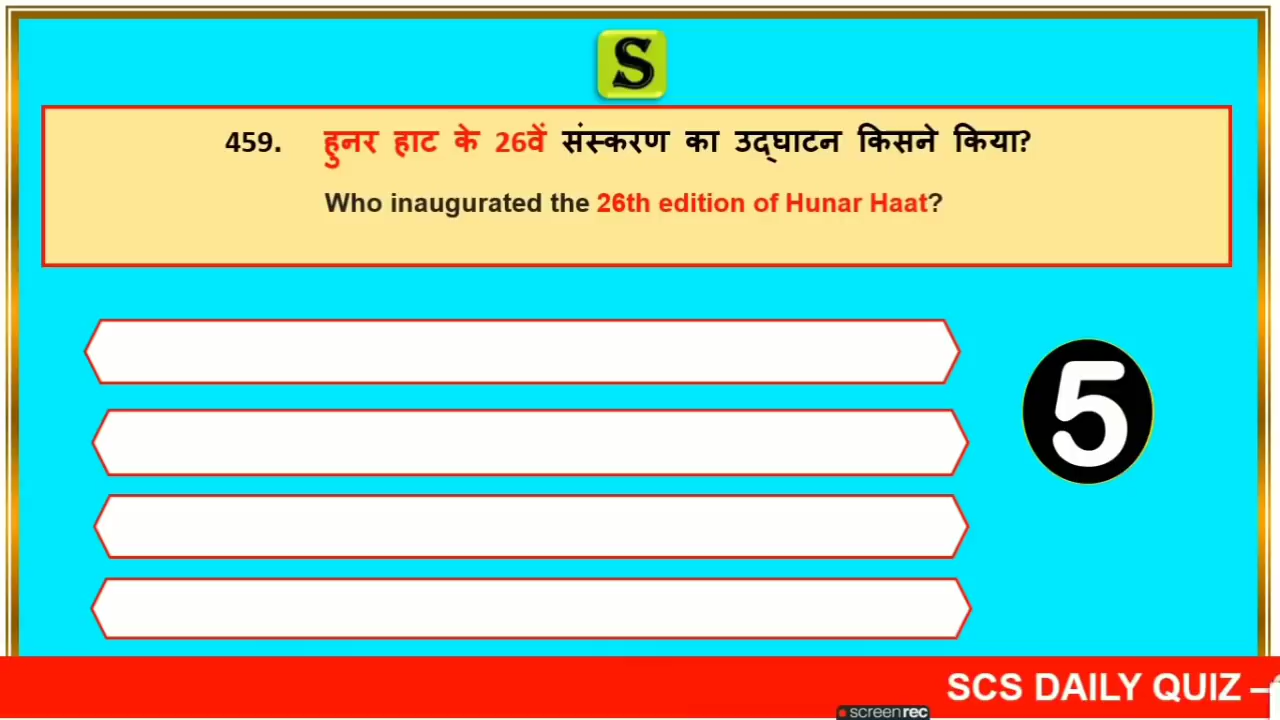 S
459. हुनर हाट के 26वें संस्करण का उद्घाटन किसने किया?
Who inaugurated the 26th edition of Hunar Haat?
5
SCS DAILY QUIZ –
screenrec